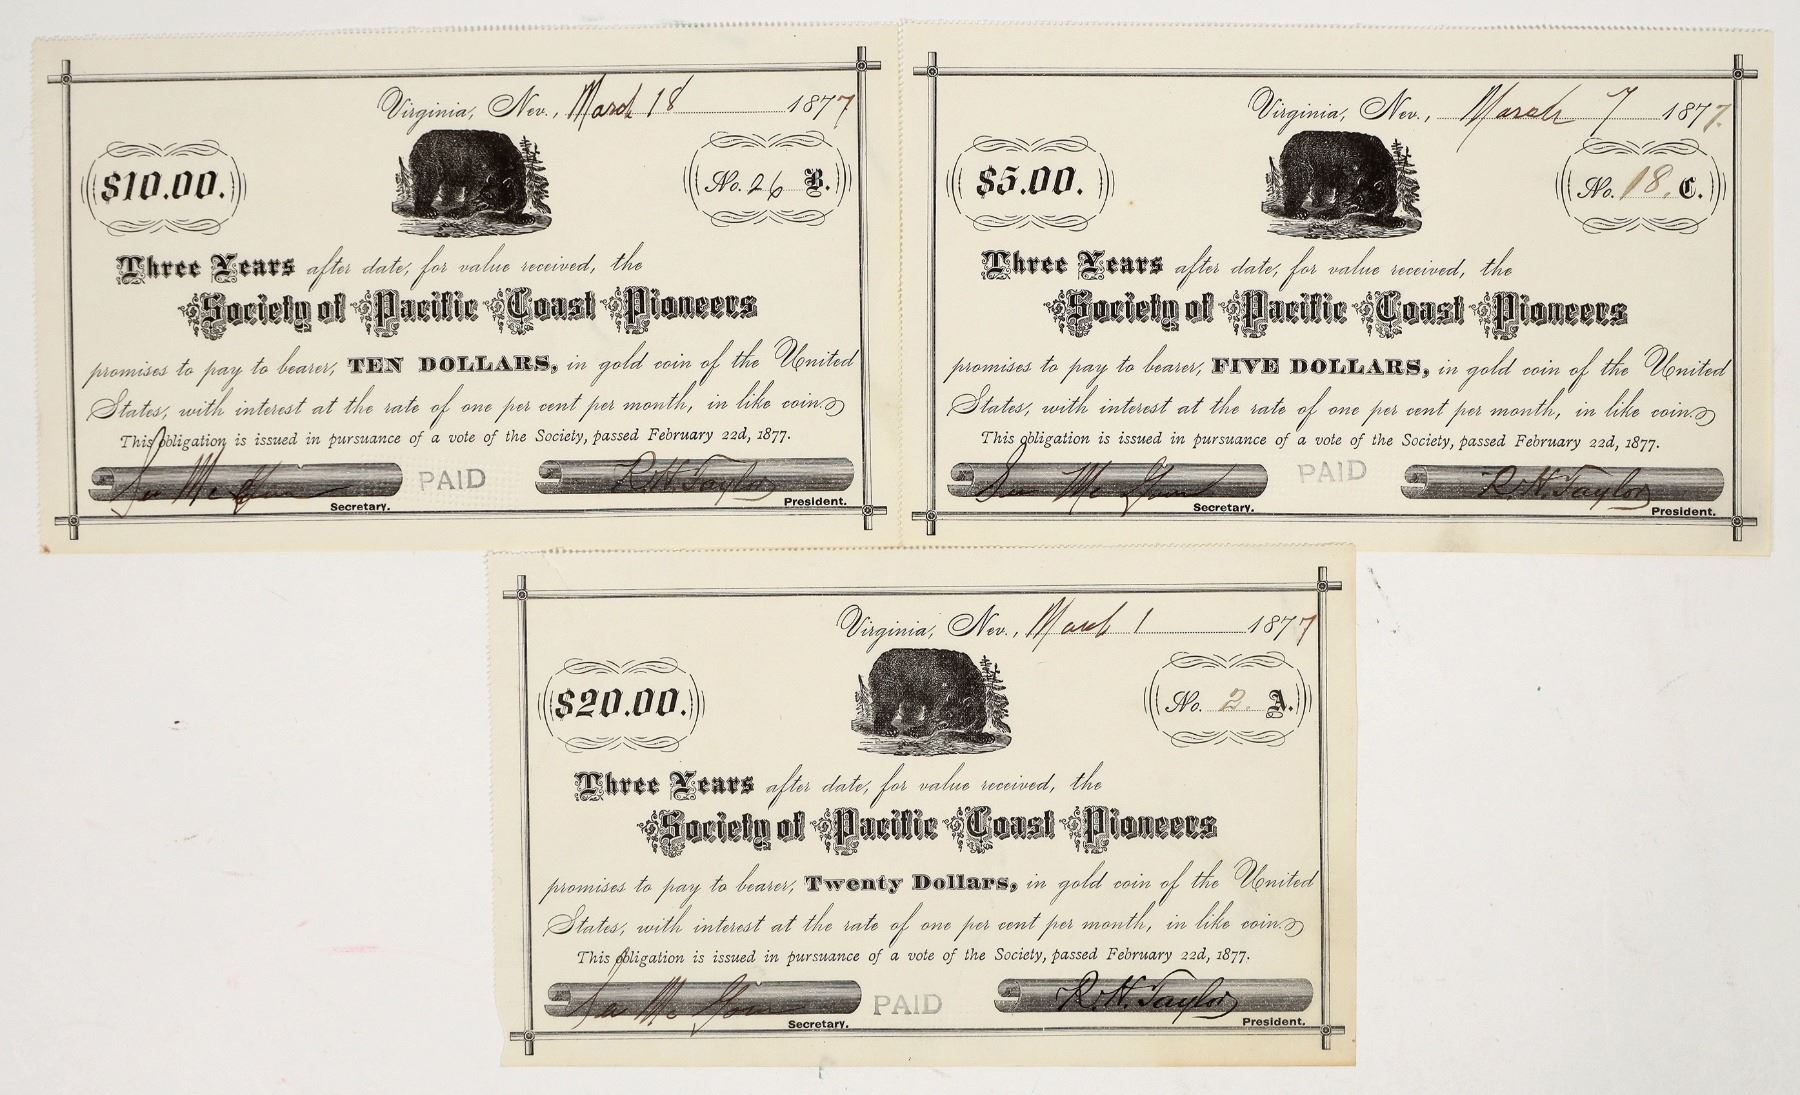 Virginia, Nev., March 18 1877
$10.00.
No. 26 B.
Three Years after date, for value received, the
Society of Pacific Coast Pioneers
promises to pay to bearer, TEN DOLLARS, in gold coin of the United
States, with interest at the rate of one per cent per month, in like coin.
This obligation is issued in pursuance of a vote of the Society, passed February 22d, 1877.
PAID R.H. Taylor
Secretary. President.
Virginia, Nev., March 7 1877.
$5.00.
No. 18. C.
Three Years after date, for value received, the
Society of Pacific Coast Pioneers
promises to pay to bearer, FIVE DOLLARS, in gold coin of the United
States, with interest at the rate of one per cent per month, in like coin.
This obligation is issued in pursuance of a vote of the Society, passed February 22d, 1877.
PAID R.H. Taylor
Secretary. President.
Virginia, Nev., March 1 1877
$20.00.
No. 2. A.
Three Years after date, for value received, the
Society of Pacific Coast Pioneers
promises to pay to bearer, Twenty Dollars, in gold coin of the United
States, with interest at the rate of one per cent per month, in like coin.
This obligation is issued in pursuance of a vote of the Society, passed February 22d, 1877.
PAID R.H. Taylor
Secretary. President.